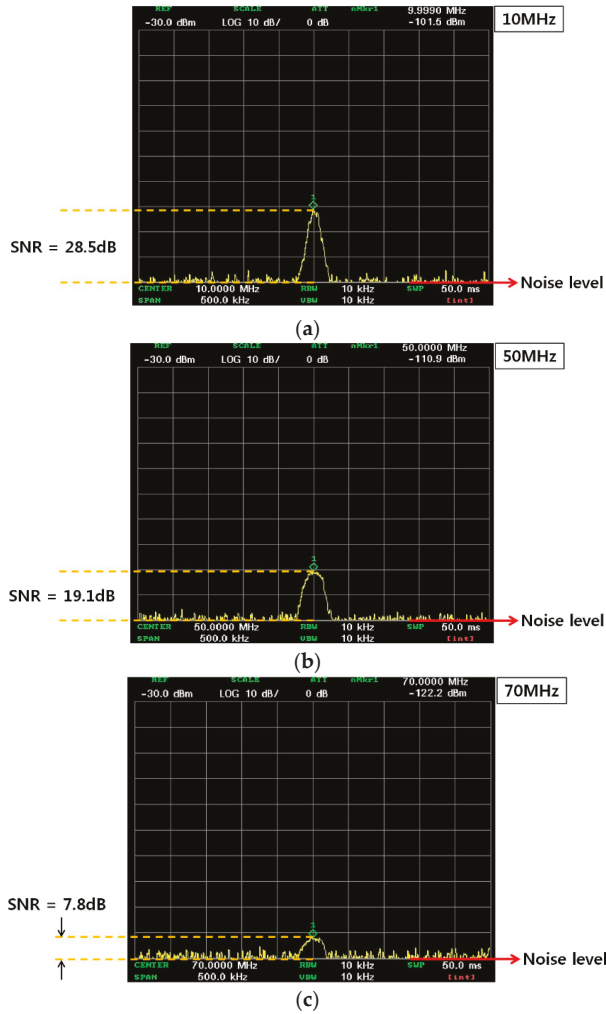 REF SCALE ATT nMkr1 9.9990 MHz
-30.0 dBm LOG 10 dB/ 0 dB -101.5 dBm
10MHz
1
SNR = 28.5dB
Noise level
CENTER 10.0000 MHz RBW 10 kHz SWP 50.0 ms
SPAN 500.0 kHz VBW 10 kHz [int]
(a)
REF SCALE ATT nMkr1 50.0000 MHz
-30.0 dBm LOG 10 dB/ 0 dB -110.9 dBm
50MHz
1
SNR = 19.1dB
Noise level
CENTER 50.0000 MHz RBW 10 kHz SWP 50.0 ms
SPAN 500.0 kHz VBW 10 kHz [int]
(b)
REF SCALE ATT nMkr1 70.0000 MHz
-30.0 dBm LOG 10 dB/ 0 dB -122.2 dBm
70MHz
SNR = 7.8dB
1
Noise level
CENTER 70.0000 MHz RBW 10 kHz SWP 50.0 ms
SPAN 500.0 kHz VBW 10 kHz [int]
(c)